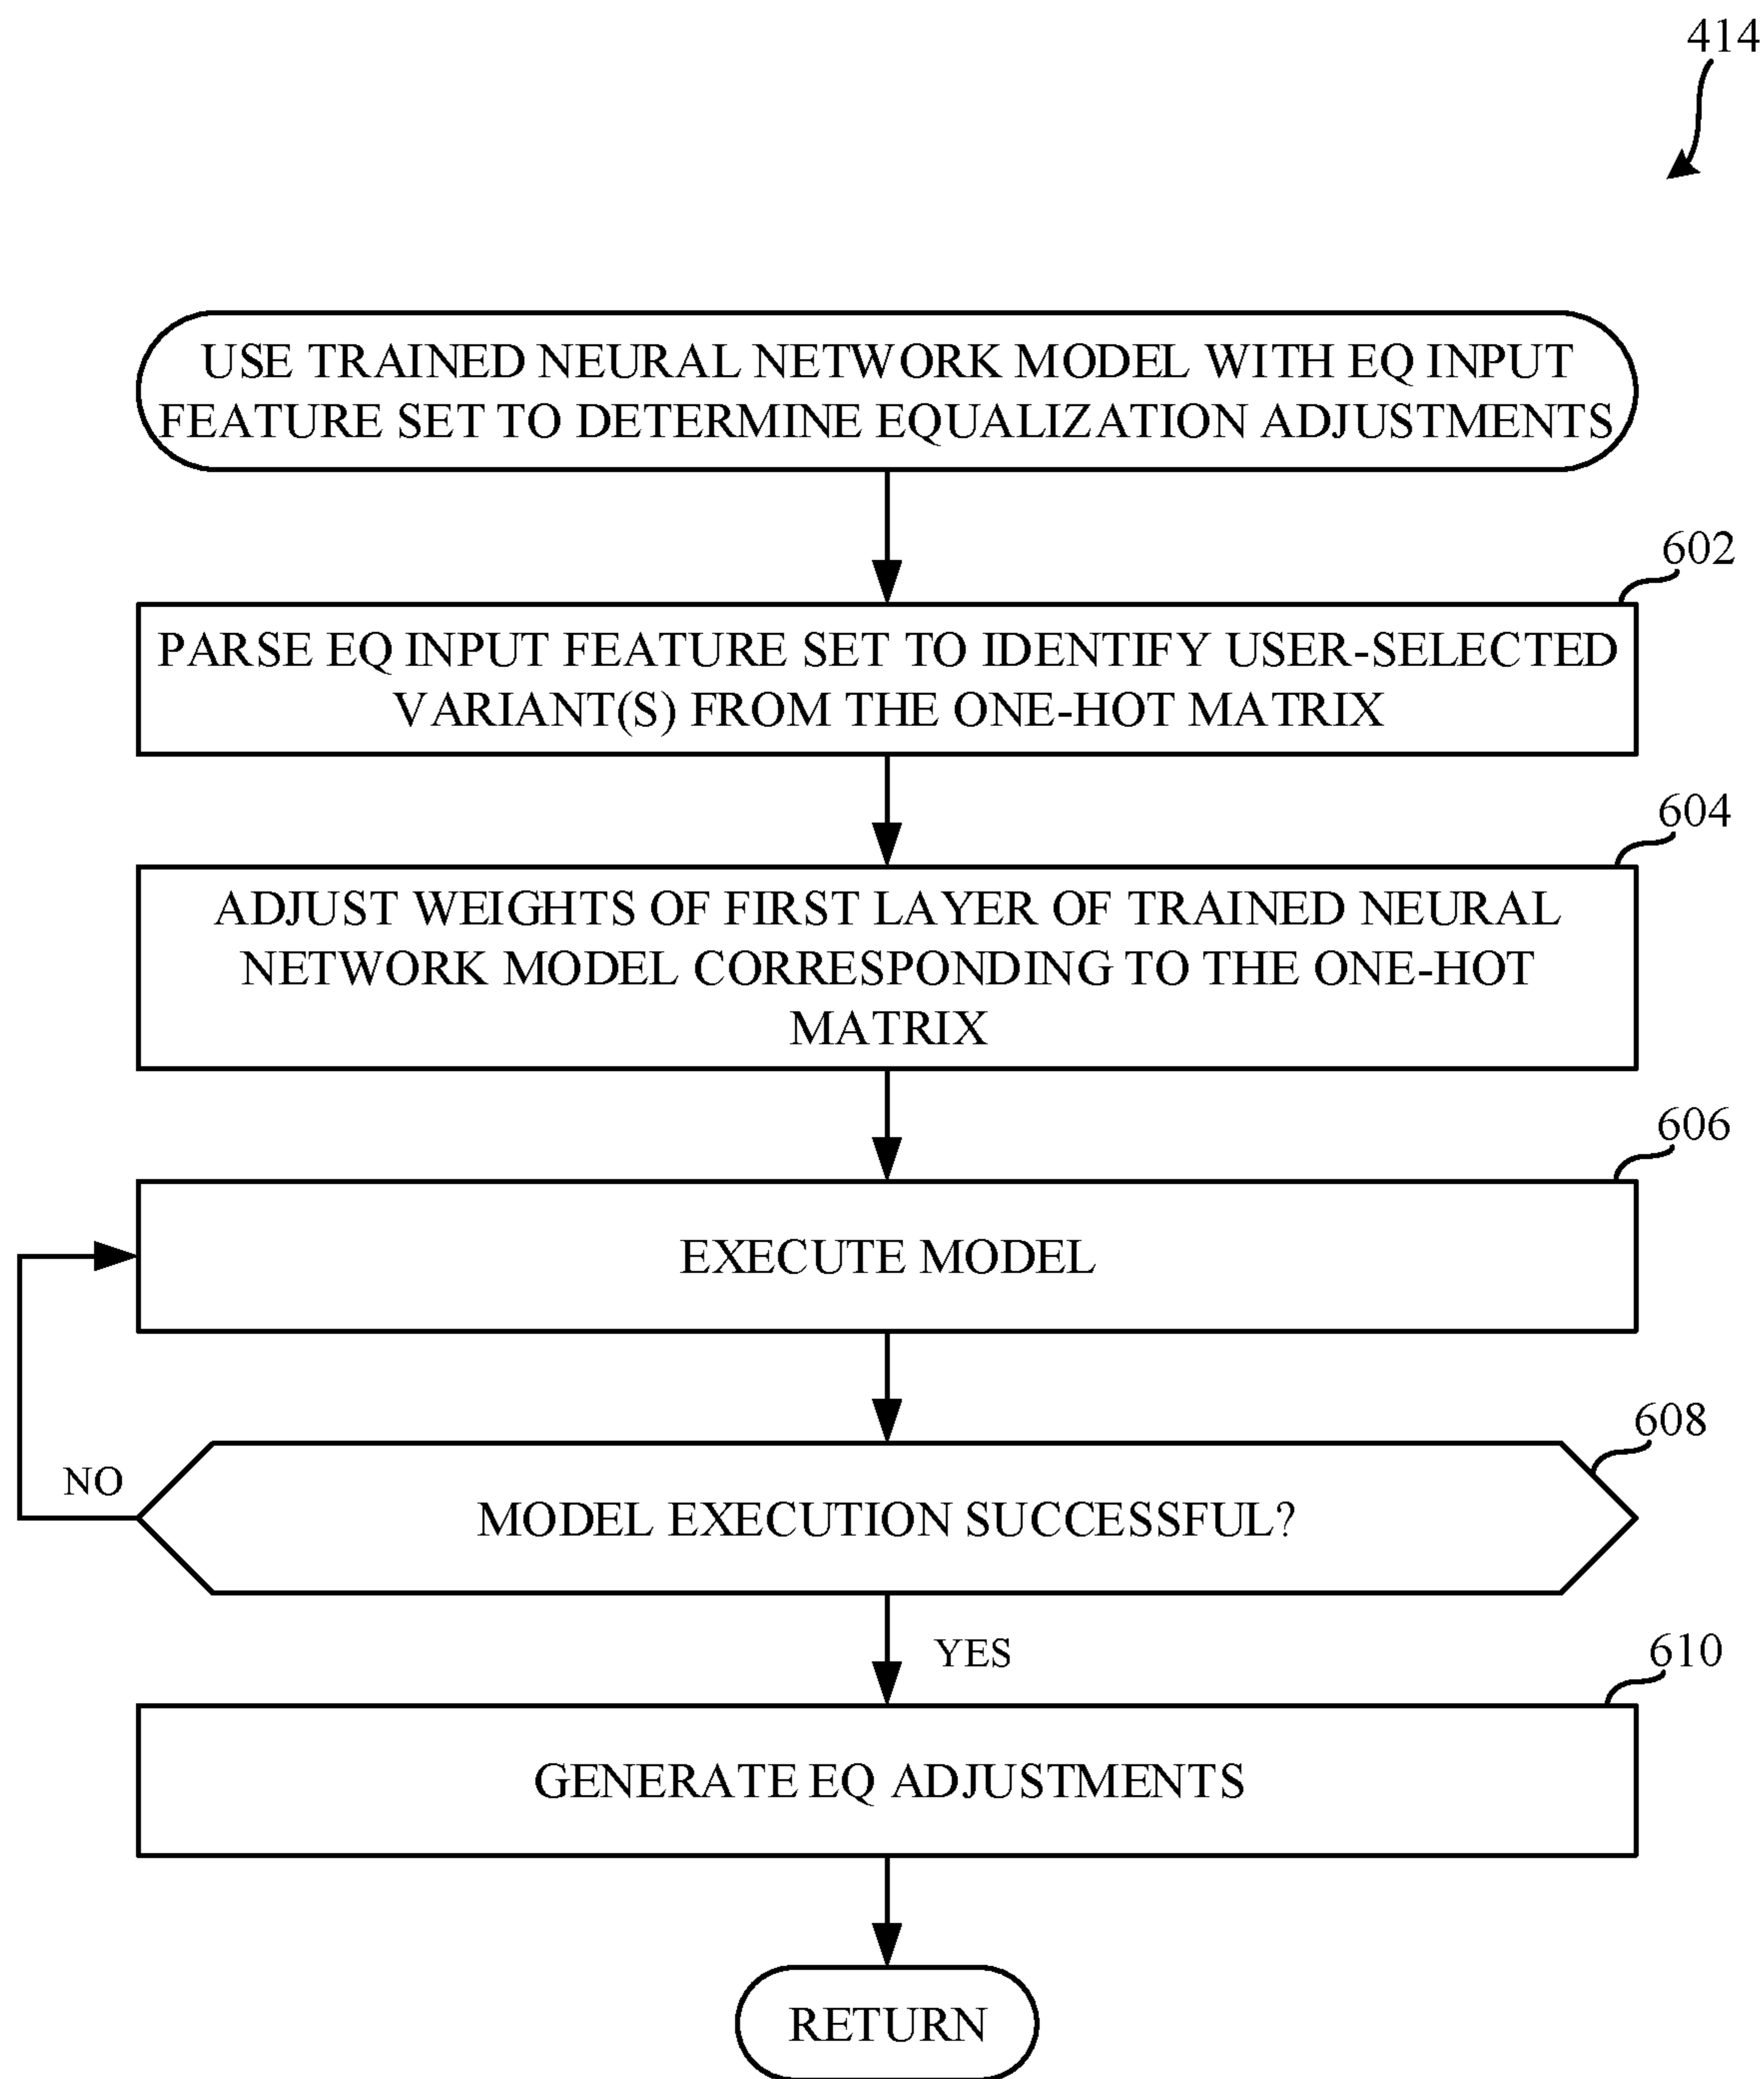 414
USE TRAINED NEURAL NETWORK MODEL WITH EQ INPUT
FEATURE SET TO DETERMINE EQUALIZATION ADJUSTMENTS
602
PARSE EQ INPUT FEATURE SET TO IDENTIFY USER-SELECTED
VARIANT(S) FROM THE ONE-HOT MATRIX
604
ADJUST WEIGHTS OF FIRST LAYER OF TRAINED NEURAL
NETWORK MODEL CORRESPONDING TO THE ONE-HOT
MATRIX
606
EXECUTE MODEL
608
NO
MODEL EXECUTION SUCCESSFUL?
YES
610
GENERATE EQ ADJUSTMENTS
RETURN